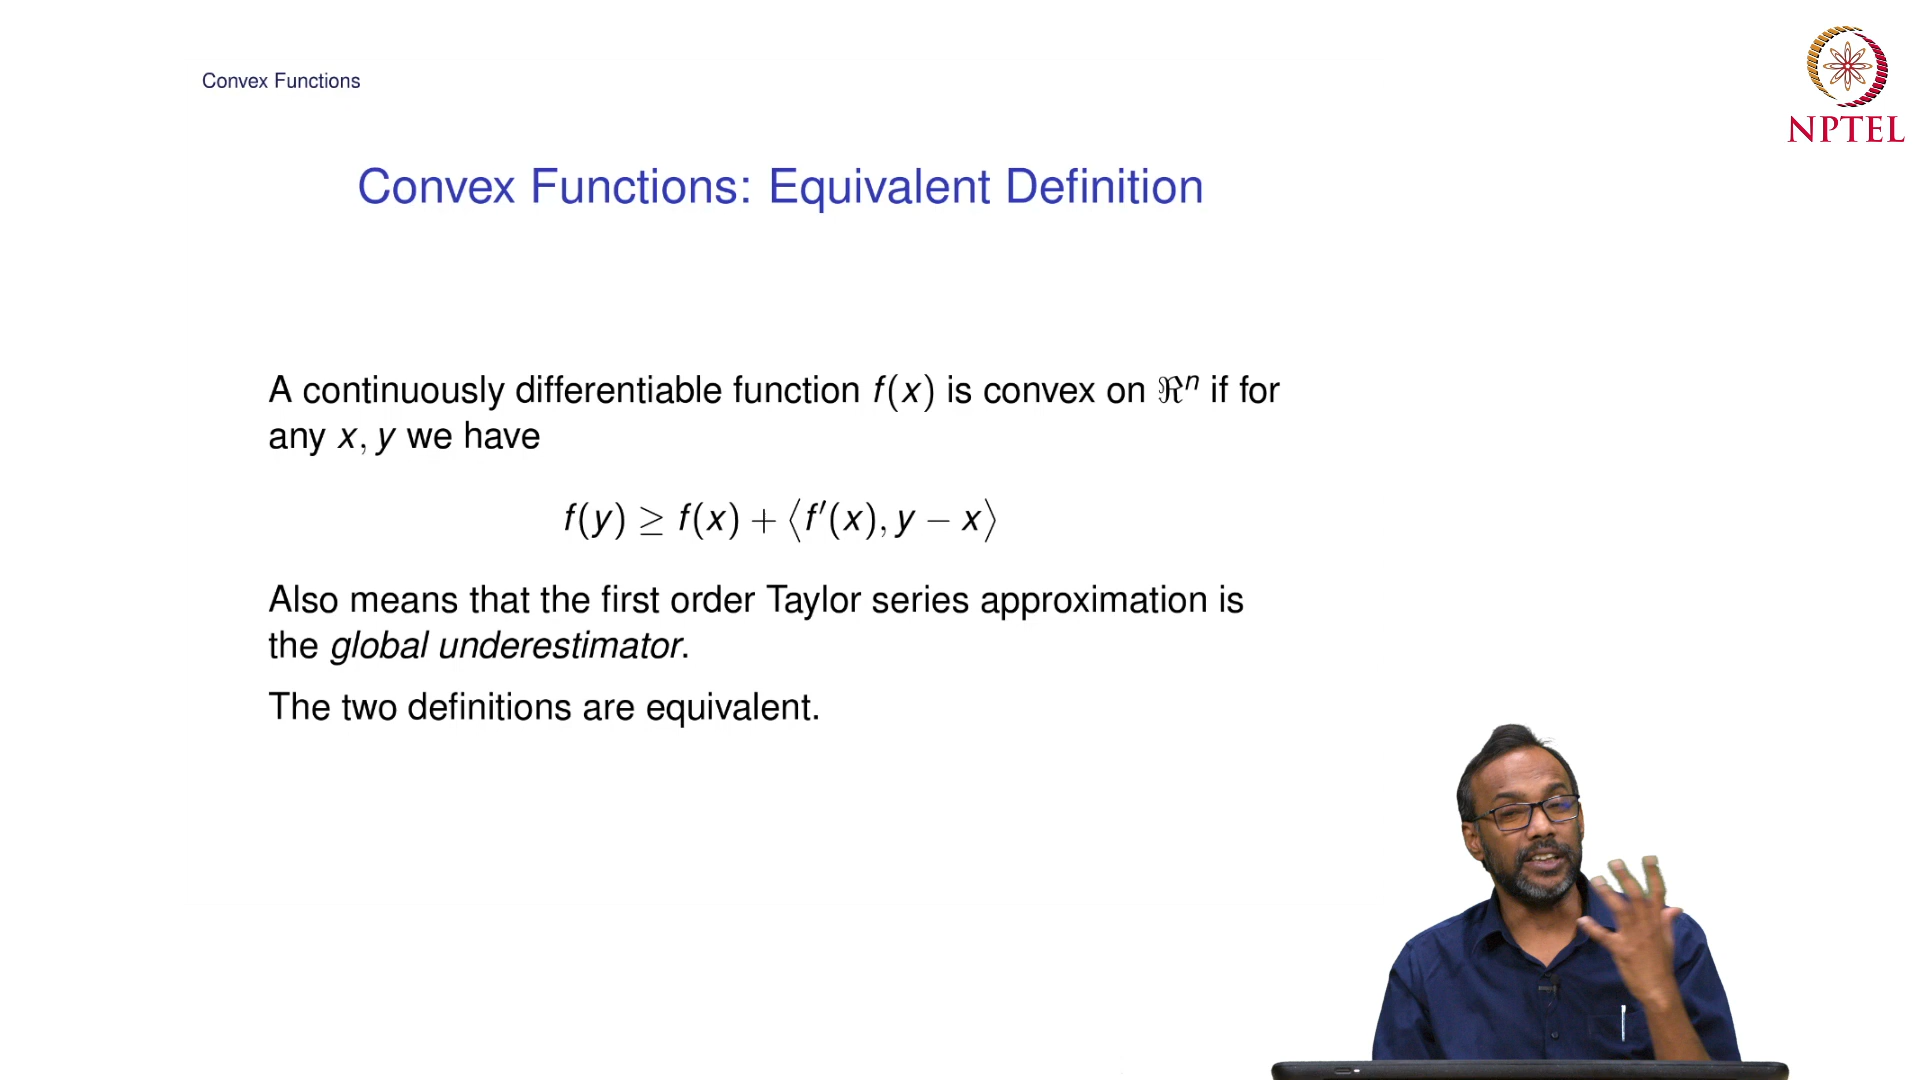 Convex Functions
NPTEL
Convex Functions: Equivalent Definition
A continuously differentiable function f(x) is convex on ℜⁿ if for
any x, y we have
f(y) ≥ f(x) + ⟨f′(x), y − x⟩
Also means that the first order Taylor series approximation is
the global underestimator.
The two definitions are equivalent.